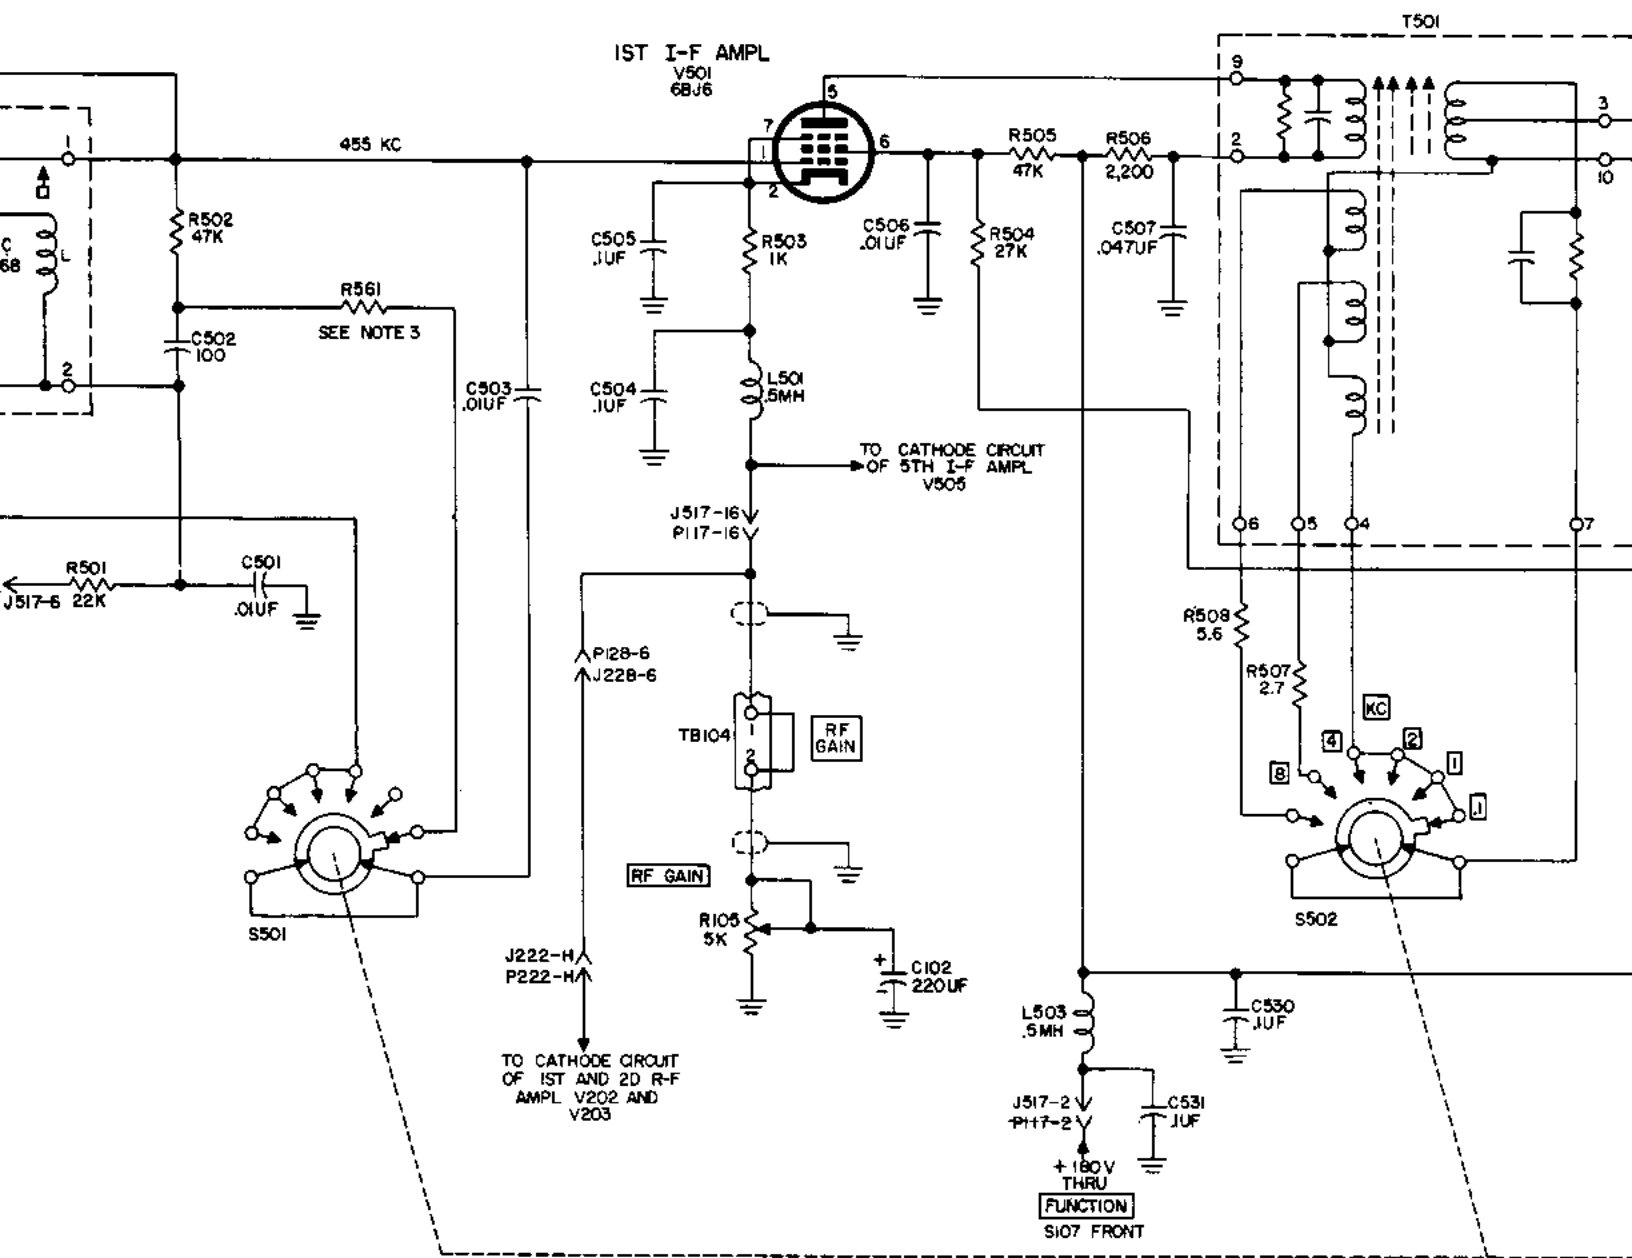 T501
1ST I-F AMPL
V501
6BJ6
9
5
3
7
1
6
2
455 KC
1
R505
47K
R506
2,200
2
10
R502
47K
C
68
L
C505
.1UF
R503
1K
C506
.01UF
R504
27K
C507
.047UF
R561
SEE NOTE 3
C502
100
2
C503
.01UF
C504
.1UF
L501
.5MH
TO CATHODE CIRCUIT
OF 5TH I-F AMPL
V505
J517-16
P117-16
6
5
4
7
R501
22K
J517-6
C501
.01UF
R508
5.6
P128-6
J228-6
R507
2.7
KC
TB104
1
2
RF
GAIN
4
2
1
8
.1
RF GAIN
S501
R105
5K
S502
J222-H
P222-H
+
C102
220UF
L503
.5MH
C530
.1UF
TO CATHODE CIRCUIT
OF 1ST AND 2D R-F
AMPL V202 AND
V203
J517-2
P117-2
C531
.1UF
+180V
THRU
FUNCTION
S107 FRONT